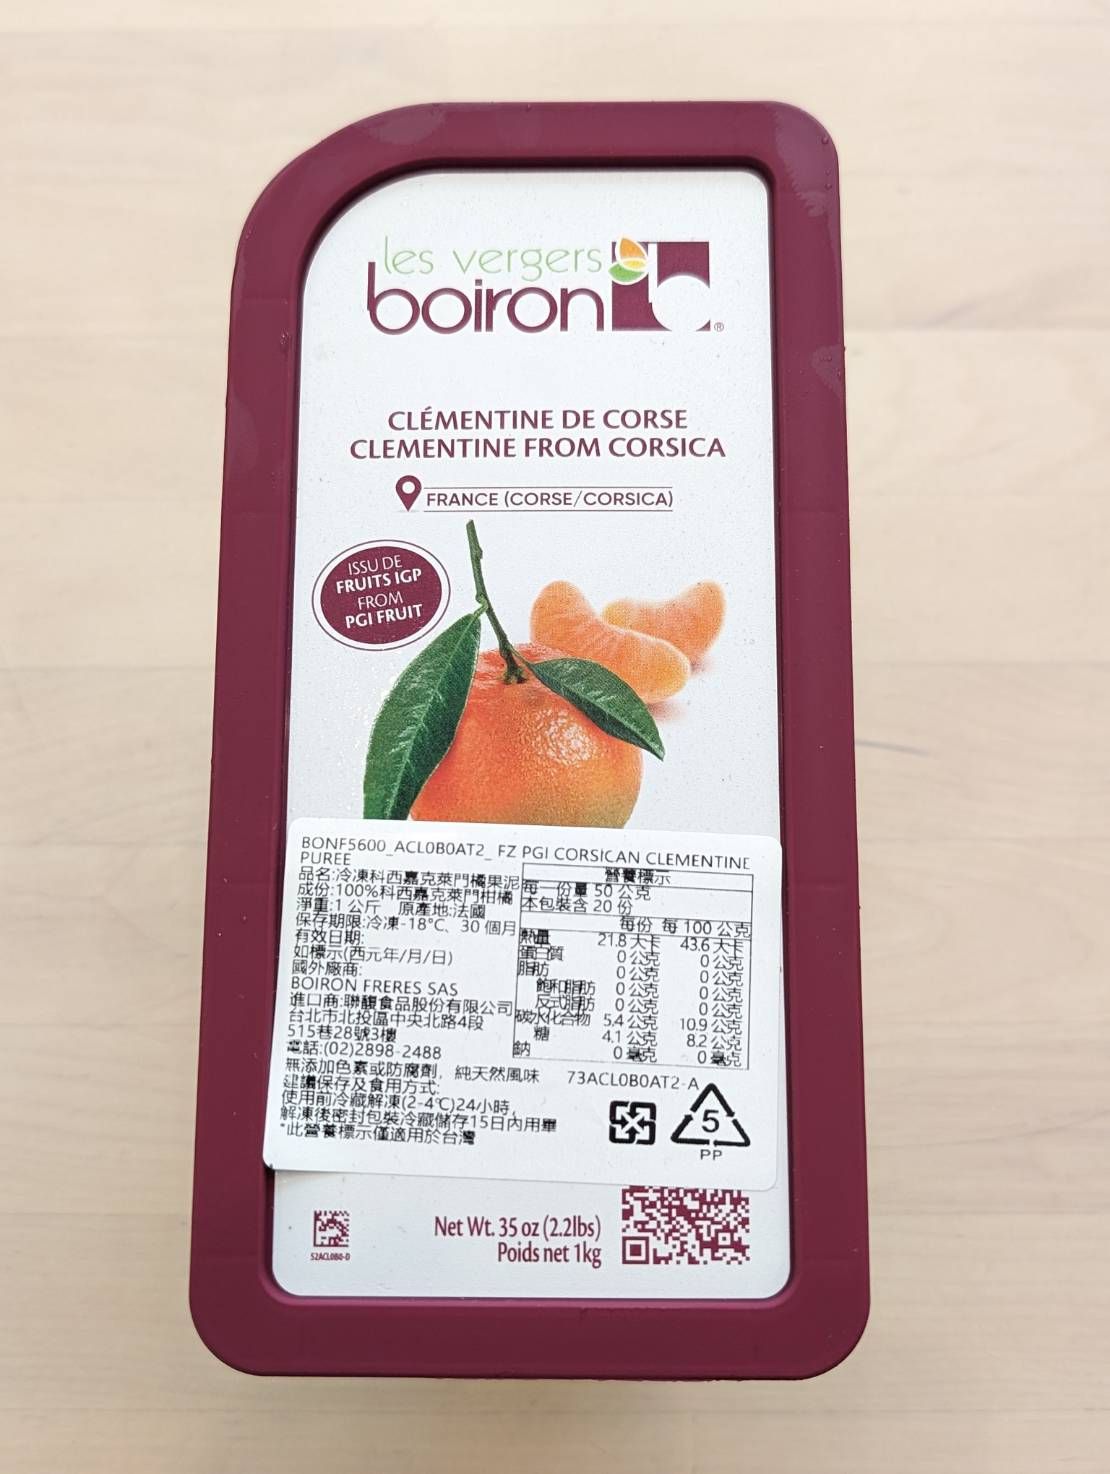 les vergers
boiron
®
CLÉMENTINE DE CORSE
CLEMENTINE FROM CORSICA
FRANCE (CORSE/CORSICA)
ISSU DE
FRUITS IGP
FROM
PGI FRUIT
BONF5600_ACL0B0AT2_ FZ PGI CORSICAN CLEMENTINE
PUREE
品名:冷凍科西嘉克萊門橘果泥
成份:100%科西嘉克萊門柑橘
淨重:1 公斤 原產地:法國
保存期限:冷凍-18°C、30 個月
有效日期:
如標示(西元年/月/日)
國外廠商:
BOIRON FRERES SAS
進口商:聯馥食品股份有限公司
台北市北投區中央北路4段
515巷28號3樓
電話:(02)2898-2488
無添加色素或防腐劑，純天然風味
建議保存及食用方式:
使用前冷藏解凍(2-4℃)24小時，
解凍後密封包裝冷藏儲存15日內用畢
*此營養標示僅適用於台灣
營養標示
每一份量 50 公克
本包裝含 20 份
每份 每 100 公克
熱量 21.8 大卡 43.6 大卡
蛋白質 0 公克 0 公克
脂肪 0 公克 0 公克
飽和脂肪 0 公克 0 公克
反式脂肪 0 公克 0 公克
碳水化合物 5.4 公克 10.9 公克
糖 4.1 公克 8.2 公克
鈉 0 毫克 0 毫克
73ACL0B0AT2-A
5
PP
52ACL0B0-D
Net Wt. 35 oz (2.2lbs)
Poids net 1kg